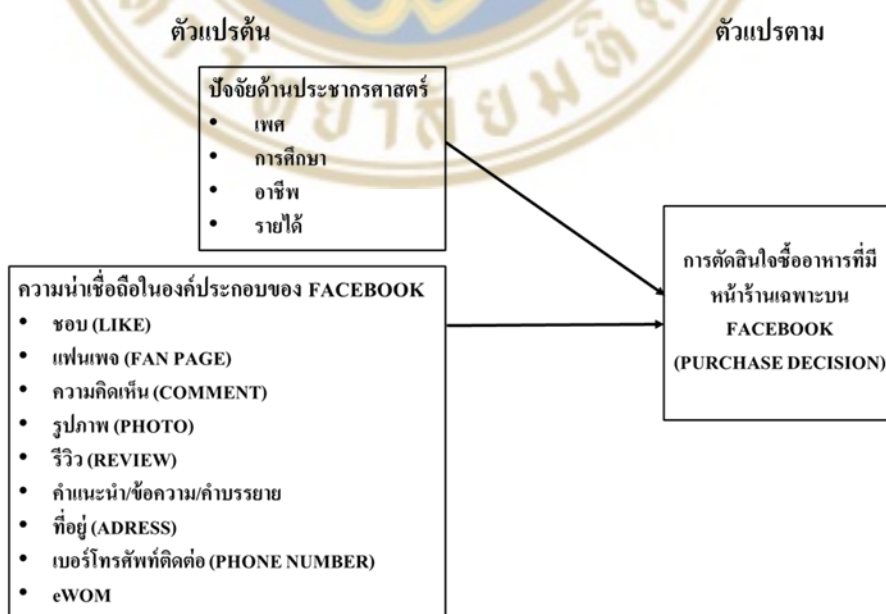 ตัวแปรต้น
ตัวแปรตาม
ปัจจัยด้านประชากรศาสตร์
• เพศ
• การศึกษา
• อาชีพ
• รายได้
ความน่าเชื่อถือในองค์ประกอบของ FACEBOOK
• ชอบ (LIKE)
• แฟนเพจ (FAN PAGE)
• ความคิดเห็น (COMMENT)
• รูปภาพ (PHOTO)
• รีวิว (REVIEW)
• คำแนะนำ/ข้อความ/คำบรรยาย
• ที่อยู่ (ADRESS)
• เบอร์โทรศัพท์ติดต่อ (PHONE NUMBER)
• eWOM
การตัดสินใจซื้ออาหารที่มี
หน้าร้านเฉพาะบน
FACEBOOK
(PURCHASE DECISION)